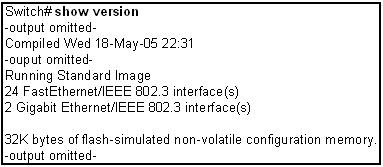 Switch# show version
-output omitted-
Compiled Wed 18-May-05 22:31
-ouput omitted-
Running Standard Image
24 FastEthernet/IEEE 802.3 interface(s)
2 Gigabit Ethernet/IEEE 802.3 interface(s)
32K bytes of flash-simulated non-volatile configuration memory.
-output omitted-